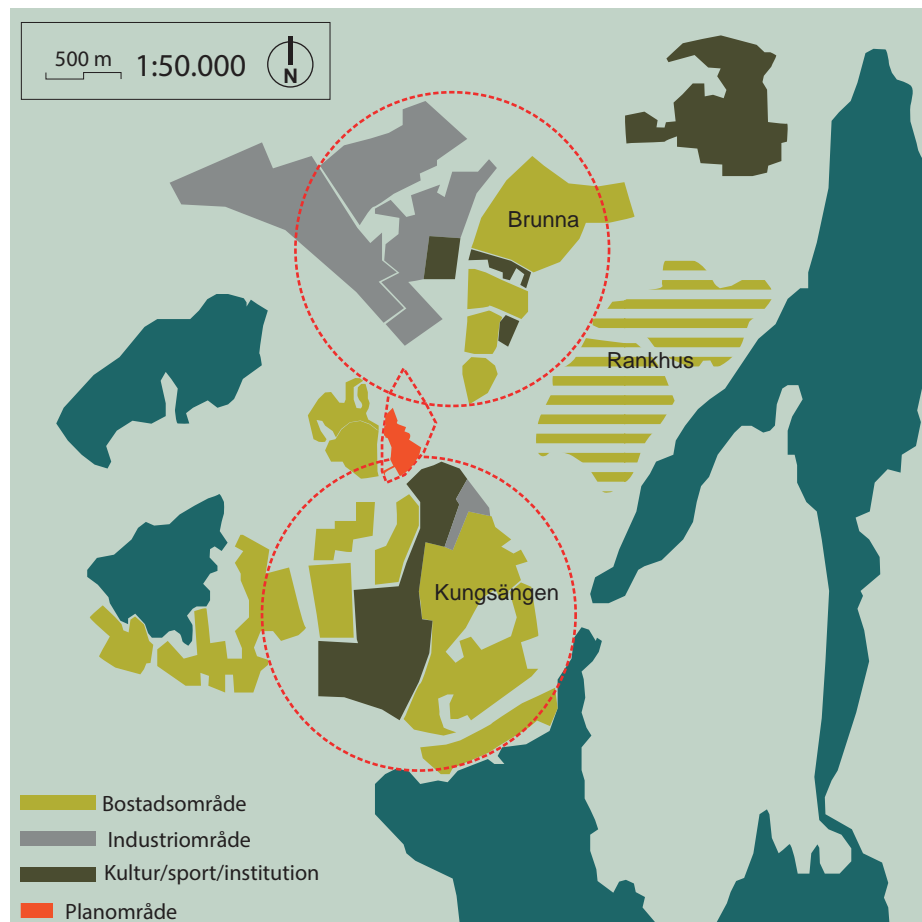 500 m 1:50.000 N
Brunna
Rankhus
Kungsängen
Bostadsområde
Industriområde
Kultur/sport/institution
Planområde